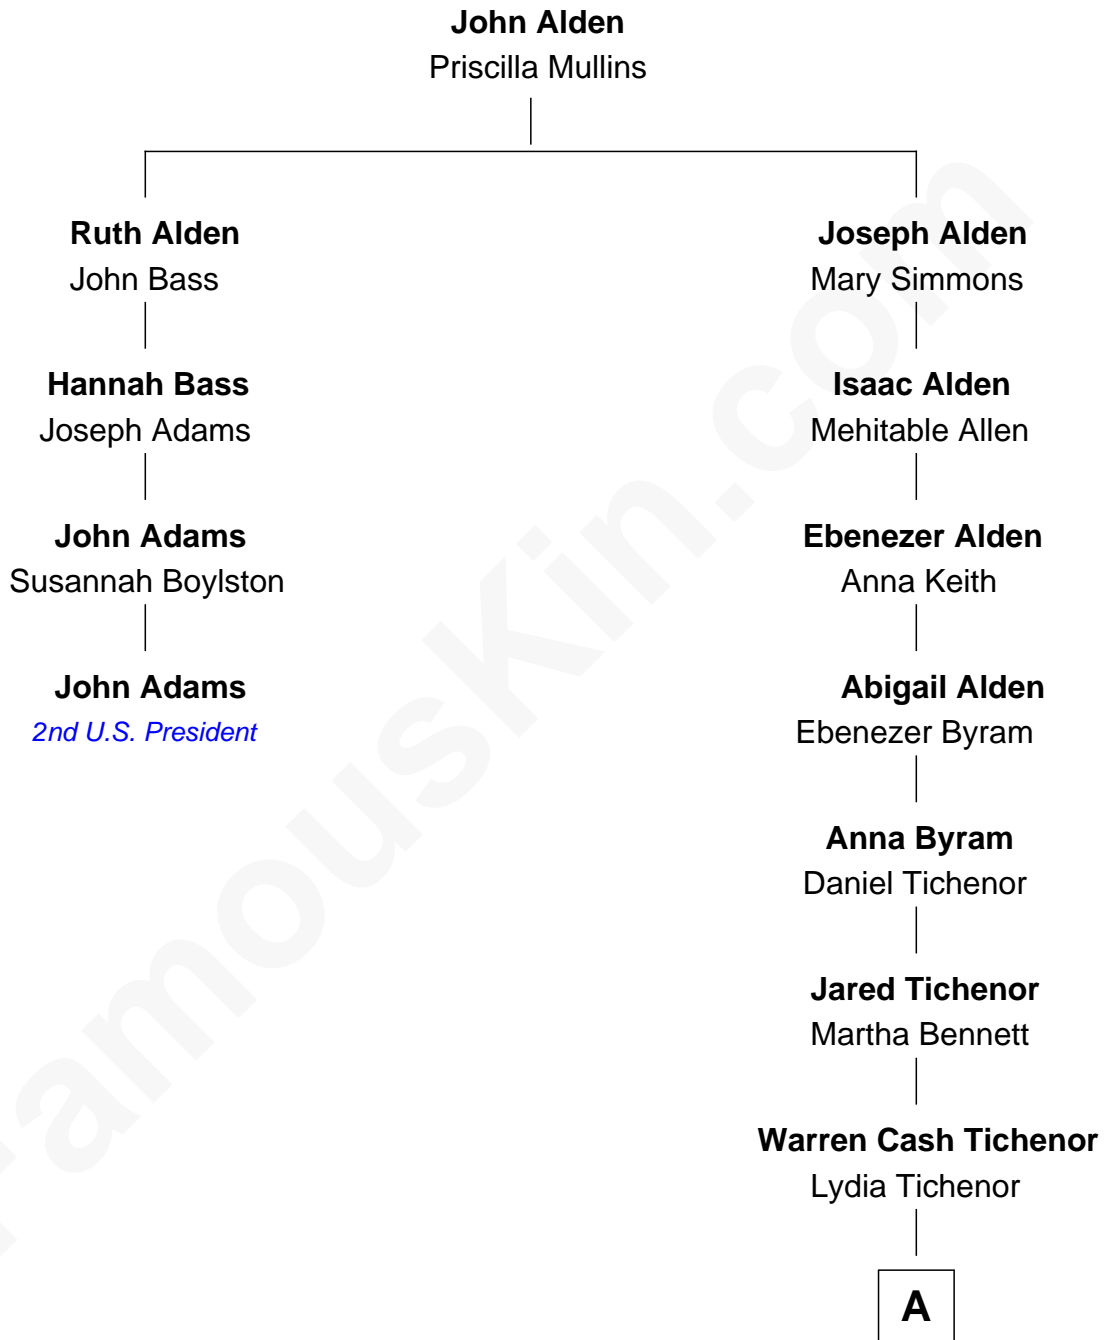 John Alden
Priscilla Mullins
Ruth Alden
John Bass
Hannah Bass
Joseph Adams
John Adams
Susannah Boylston
John Adams
2nd U.S. President
Joseph Alden
Mary Simmons
Isaac Alden
Mehitable Allen
Ebenezer Alden
Anna Keith
Abigail Alden
Ebenezer Byram
Anna Byram
Daniel Tichenor
Jared Tichenor
Martha Bennett
Warren Cash Tichenor
Lydia Tichenor
A
FamousKin.com